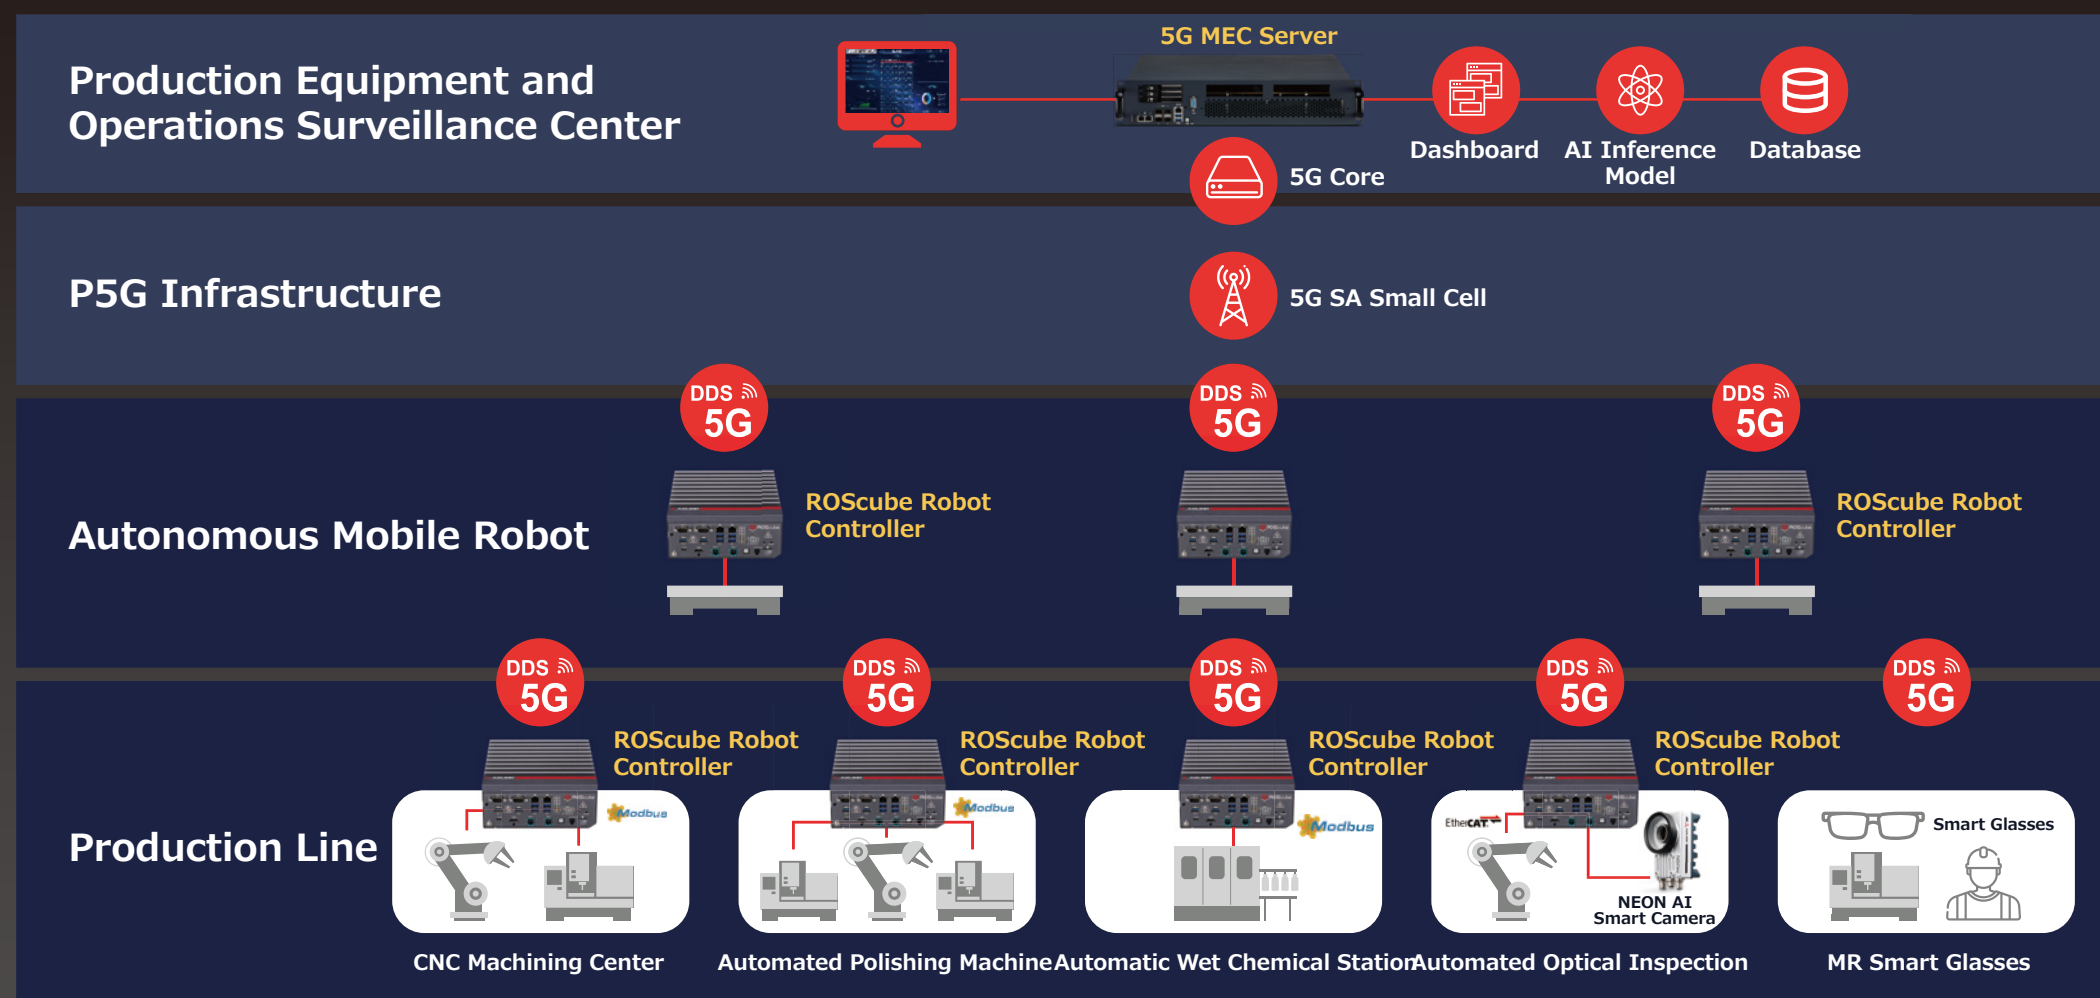 Production Equipment and
Operations Surveillance Center
5G MEC Server
Dashboard
AI Inference
Model
Database
5G Core
P5G Infrastructure
5G SA Small Cell
DDS
5G
DDS
5G
DDS
5G
Autonomous Mobile Robot
ROScube Robot
Controller
ROScube Robot
Controller
DDS
5G
DDS
5G
DDS
5G
DDS
5G
DDS
5G
Production Line
ROScube Robot
Controller
Modbus
CNC Machining Center
ROScube Robot
Controller
Modbus
Automated Polishing Machine
ROScube Robot
Controller
Modbus
Automatic Wet Chemical Station
ROScube Robot
Controller
EtherCAT
NEON AI
Smart Camera
Automated Optical Inspection
Smart Glasses
MR Smart Glasses